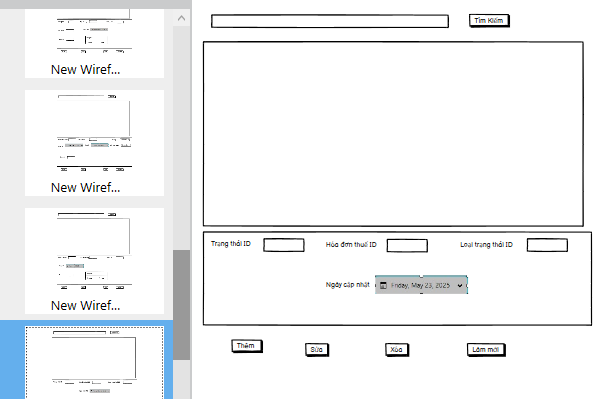 New Wiref...
New Wiref...
New Wiref...
Tìm Kiếm
Trạng thái ID
Hóa đơn thuế ID
Loại trạng thái ID
Ngày cập nhật
Friday, May 23, 2025
Thêm
Sửa
Xóa
Làm mới